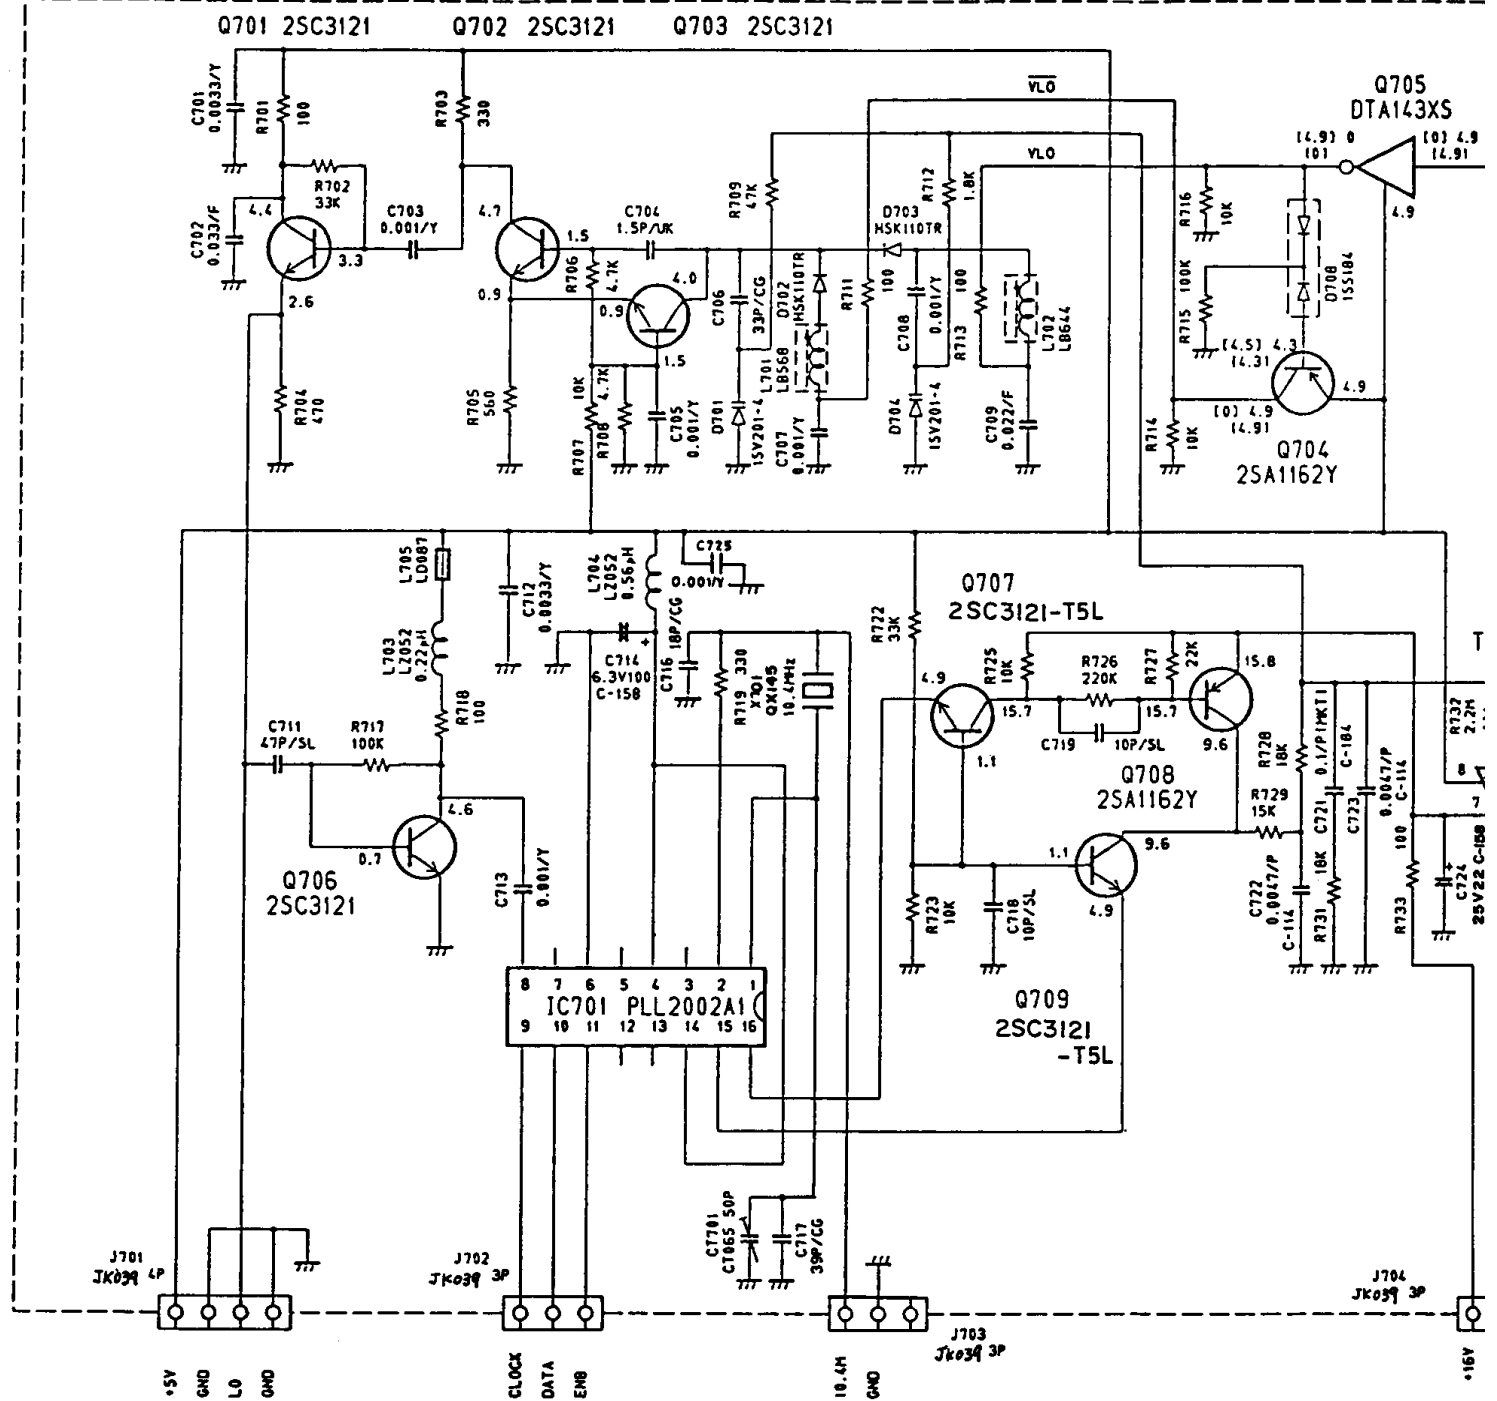 Q701 2SC3121
Q702 2SC3121
Q703 2SC3121
C701
0.0033/Y
R701
100
R702
33K
C702
0.033/F
4.4
3.3
2.6
R704
470
C703
0.001/Y
R703
330
4.7
1.5
0.9
R705
560
R706
4.7K
C704
1.5P/UK
4.0
0.9
1.5
R707
10K
R708
4.7K
C705
0.001/Y
C706
33P/CG
R709
47K
D701
1SV201-4
D702
HSK110TR
L701
LB568
C707
0.001/Y
R711
100
VLO
VLO
D703
HSK110TR
C708
0.001/Y
R712
1.8K
R713
100
D704
1SV201-4
L702
LB644
C709
0.022/F
Q705
DTA143XS
[4.9] 0
[0]
[0] 4.9
[4.9]
4.9
R716
10K
R715
100K
D708
1SS184
[4.5] 4.3
[4.3]
4.9
[0] 4.9
[4.9]
R714
10K
Q704
2SA1162Y
L705
LD087
L703
LZ052
0.22µH
R718
100
C712
0.0033/Y
L704
LZ052
0.56µH
C725
0.001/Y
C714
6.3V100
C-158
+
C716
18P/CG
R719
330
X701
QX145
10.4MHz
C711
47P/SL
R717
100K
4.6
0.7
Q706
2SC3121
C713
0.001/Y
R722
33K
Q707
2SC3121-T5L
4.9
15.7
1.1
R725
10K
R726
220K
C719
10P/SL
R727
22K
15.8
15.7
9.6
Q708
2SA1162Y
R728
18K
R729
15K
1.1
9.6
4.9
R723
10K
C718
10P/SL
Q709
2SC3121
-T5L
C722
0.0047/P
C-114
C721
0.1/P[MKT]
C-184
R731
18K
C723
0.0047/P
C-114
R733
100
T
R732
2.2M
8
7
+
C724
25V22 C-158
8 7 6 5 4 3 2 1
IC701 PLL2002A1
9 10 11 12 13 14 15 16
CT701
CT065 50P
C717
39P/CG
J701
JK039 4P
J702
JK039 3P
J703
JK039 3P
J704
JK039 3P
+5V
GND
LO
GND
CLOCK
DATA
ENB
10.4M
GND
+16V